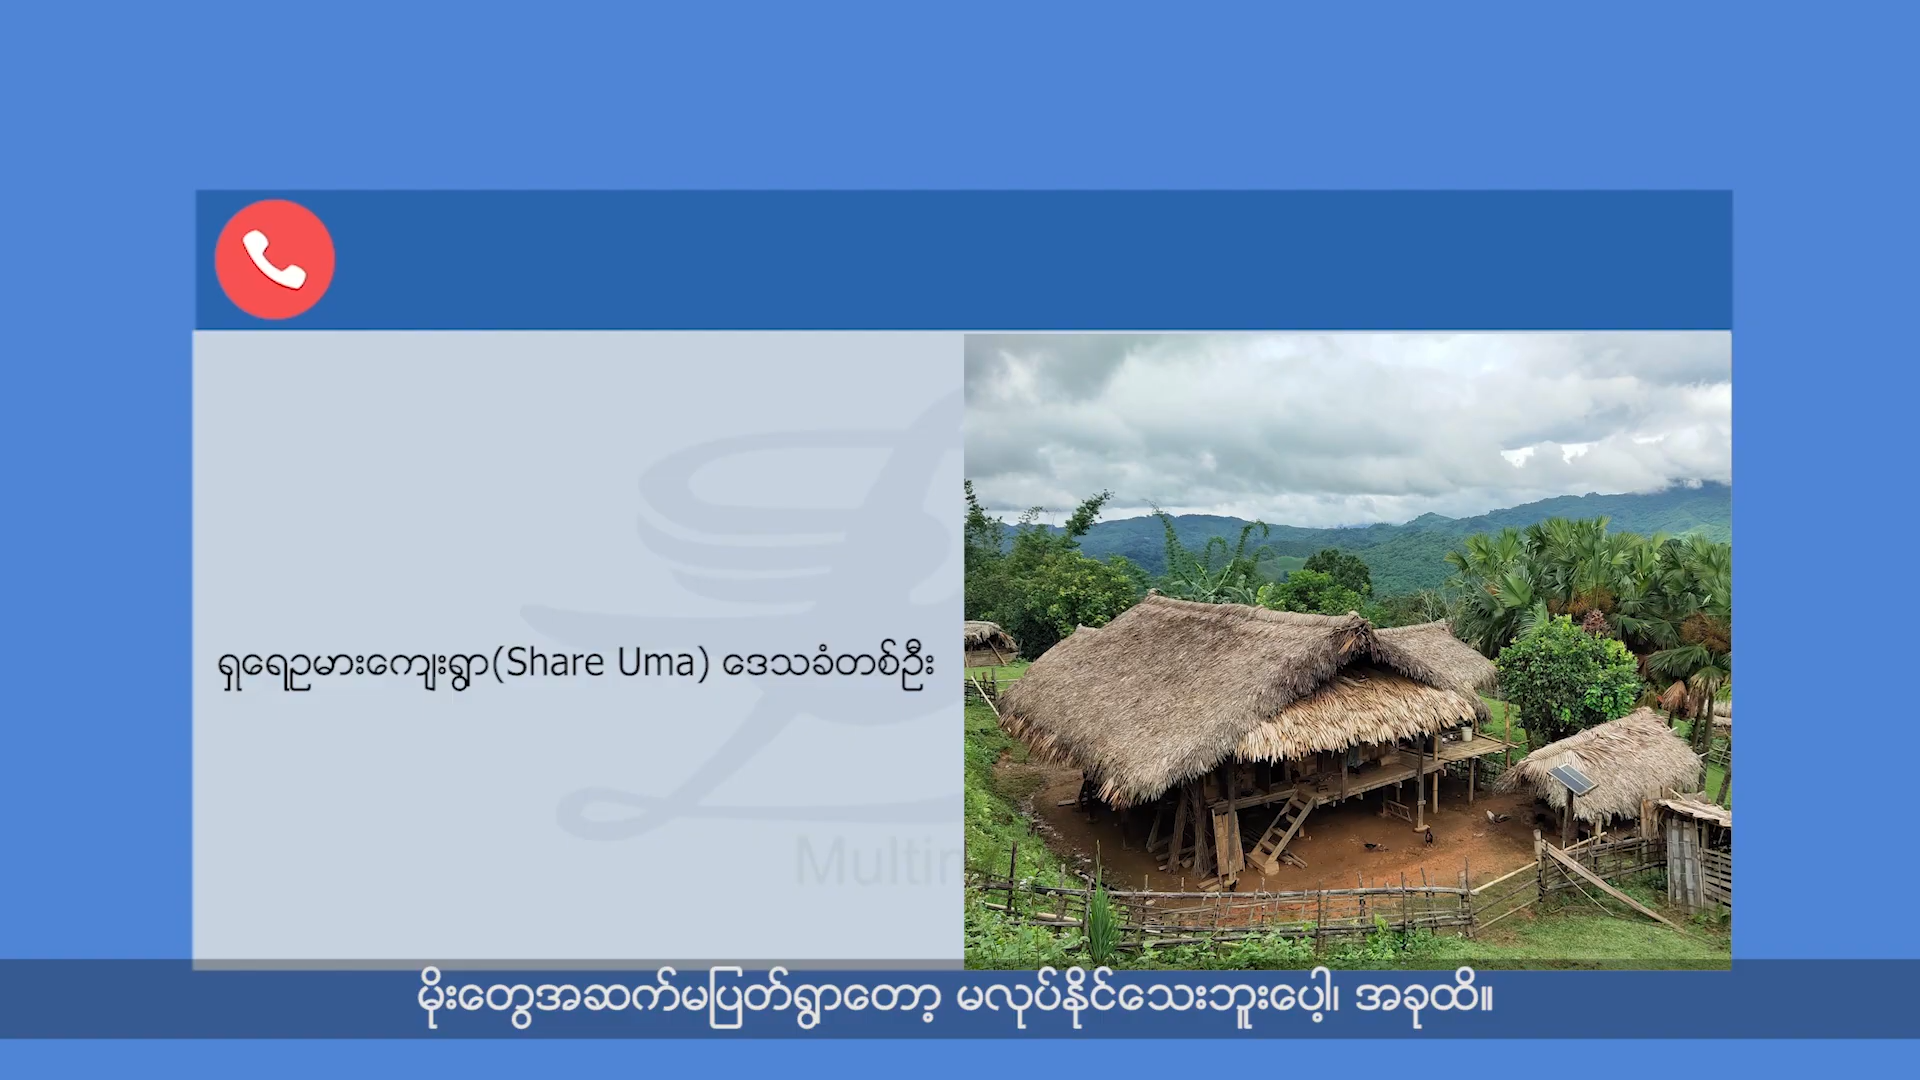 ရှရေဉမားကျေးရွာ(Share Uma) ဒေသခံတစ်ဦး
မိုးတွေအဆက်မပြတ်ရွာတော့ မလုပ်နိုင်သေးဘူးပေါ့၊ အခုထိ။